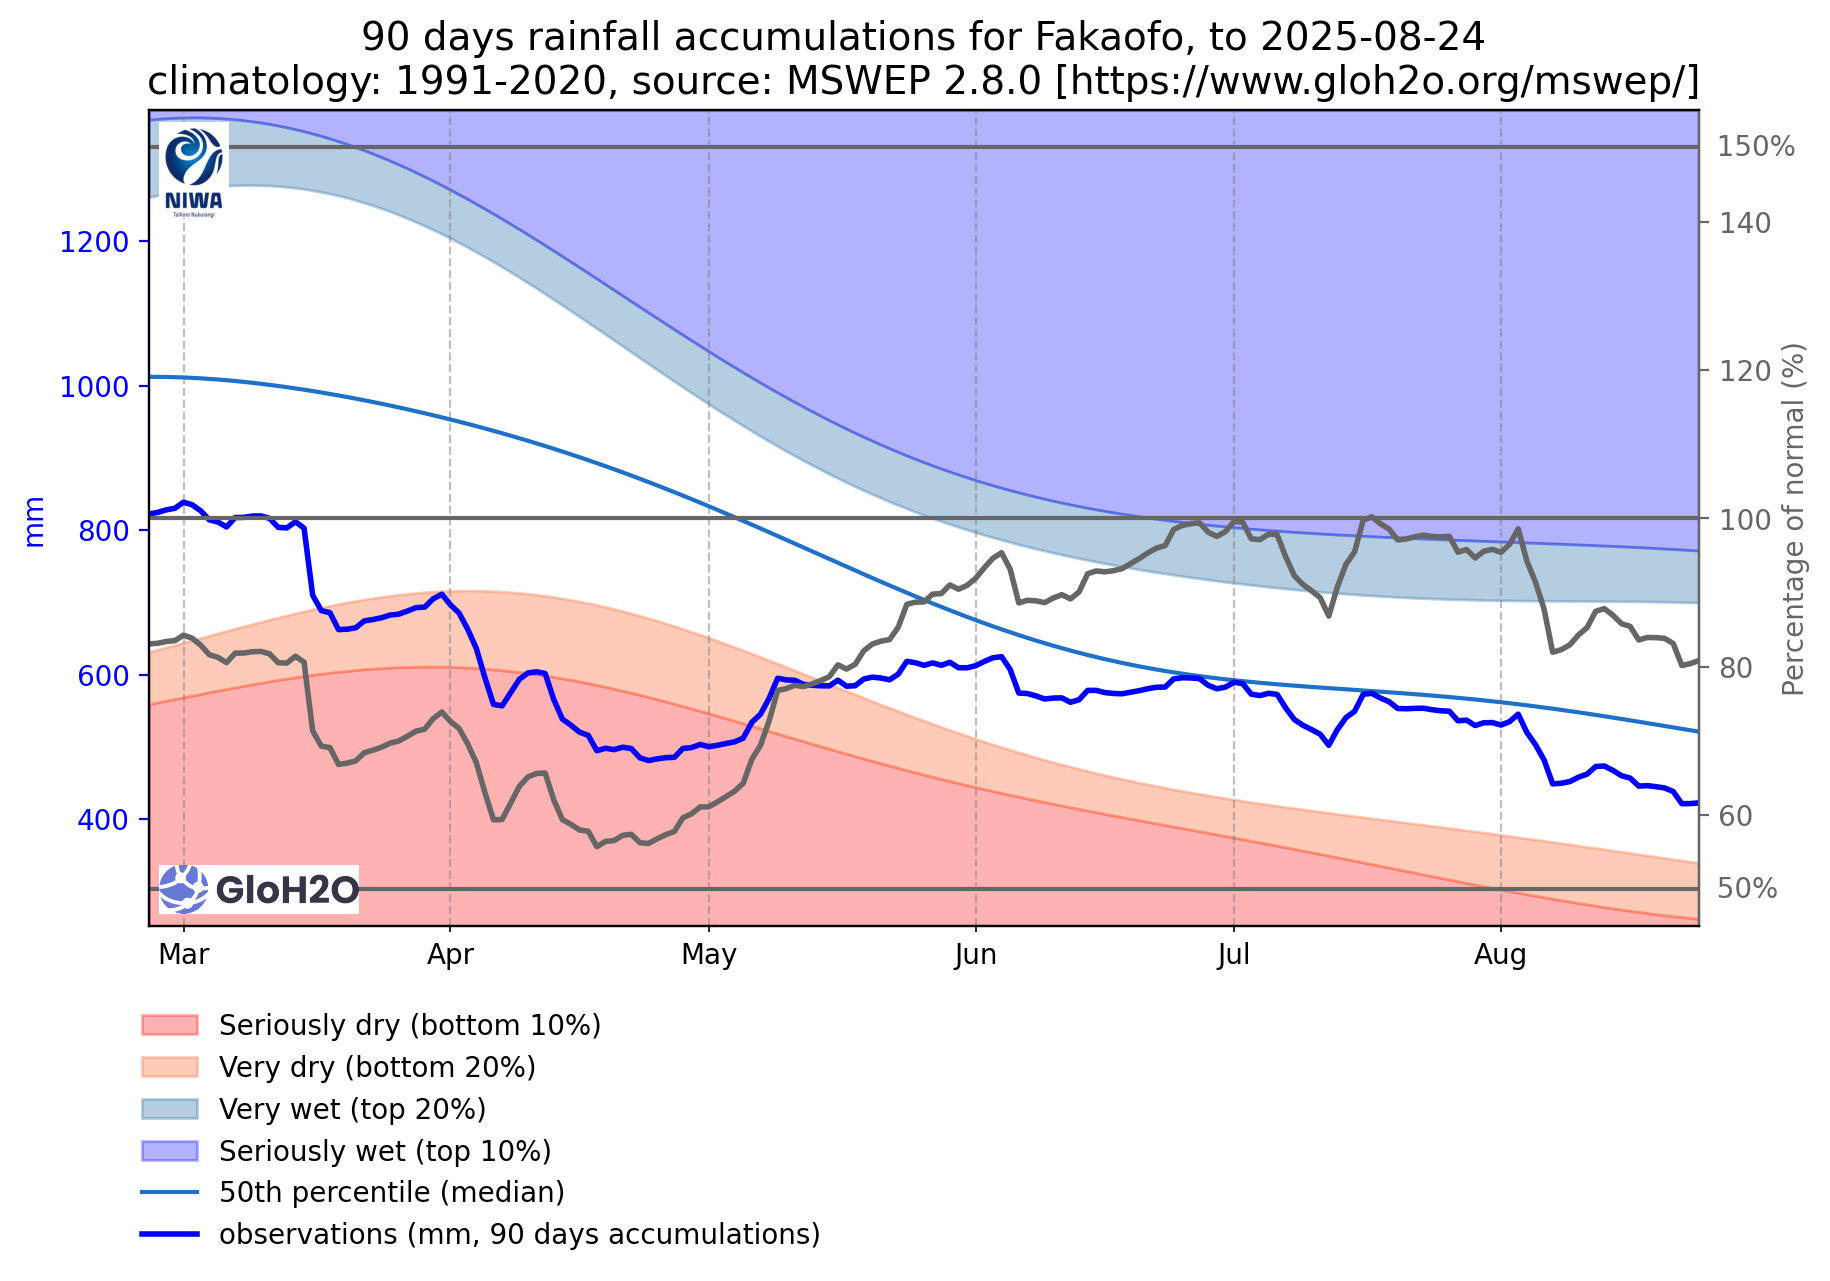 90 days rainfall accumulations for Fakaofo, to 2025-08-24
climatology: 1991-2020, source: MSWEP 2.8.0 [https://www.gloh2o.org/mswep/]
NIWA
Taihoro Nukurangi
1200
1000
800
600
400
mm
150%
140
120
100
80
60
50%
Percentage of normal (%)
GloH2O
Mar
Apr
May
Jun
Jul
Aug
Seriously dry (bottom 10%)
Very dry (bottom 20%)
Very wet (top 20%)
Seriously wet (top 10%)
50th percentile (median)
observations (mm, 90 days accumulations)